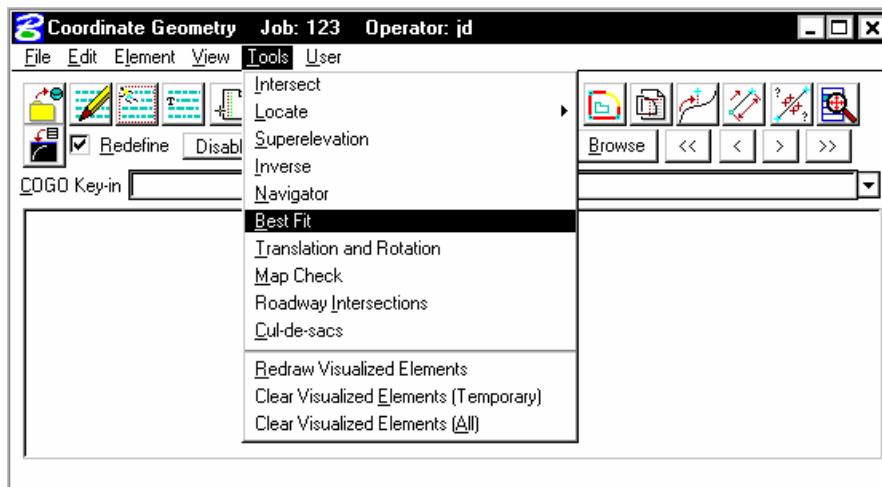 Coordinate Geometry Job: 123 Operator: jd
File Edit Element View Tools User
Intersect
Locate
Superelevation
Inverse
Navigator
Best Fit
Translation and Rotation
Map Check
Roadway Intersections
Cul-de-sacs
Redraw Visualized Elements
Clear Visualized Elements (Temporary)
Clear Visualized Elements (All)
Redefine Disabl Browse << < > >>
COGO Key-in